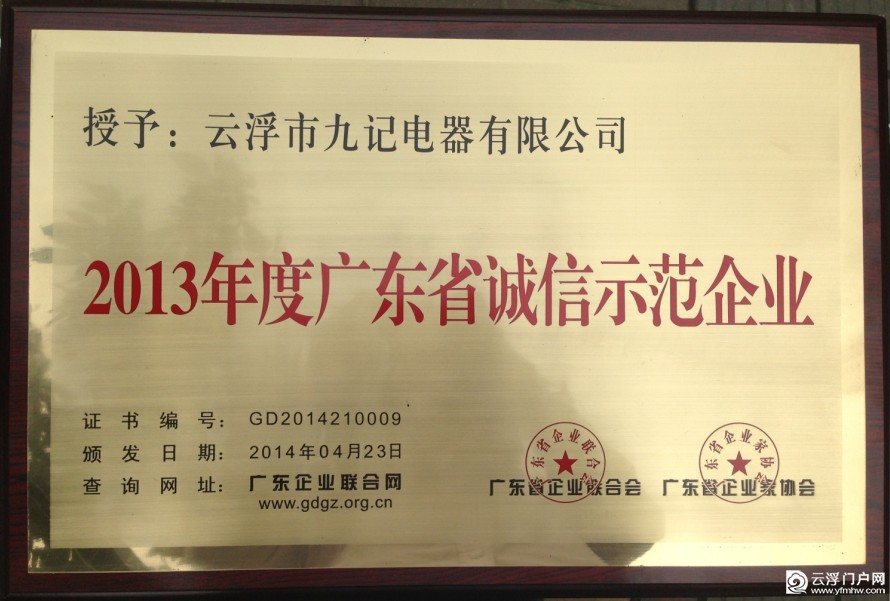 授予：云浮市九记电器有限公司
2013年度广东省诚信示范企业
证书编号：GD2014210009
颁发日期：2014年04月23日
查询网址：广东企业联合网
www.gdgz.org.cn
广东省企业联合会
广东省企业家协会
云浮门户网
www.yfmhw.com